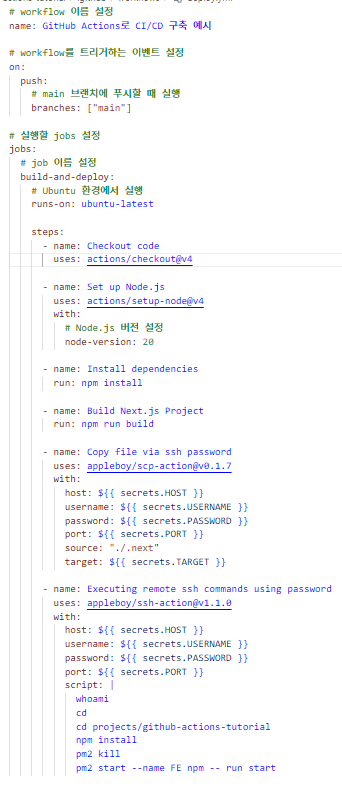 # workflow 이름 설정
name: GitHub Actions로 CI/CD 구축 예시
# workflow를 트리거하는 이벤트 설정
on:
  push:
    # main 브랜치에 푸시할 때 실행
    branches: ["main"]
# 실행할 jobs 설정
jobs:
  # job 이름 설정
  build-and-deploy:
    # Ubuntu 환경에서 실행
    runs-on: ubuntu-latest
    steps:
      - name: Checkout code
        uses: actions/checkout@v4
      - name: Set up Node.js
        uses: actions/setup-node@v4
        with:
          # Node.js 버전 설정
          node-version: 20
      - name: Install dependencies
        run: npm install
      - name: Build Next.js Project
        run: npm run build
      - name: Copy file via ssh password
        uses: appleboy/scp-action@v0.1.7
        with:
          host: ${{ secrets.HOST }}
          username: ${{ secrets.USERNAME }}
          password: ${{ secrets.PASSWORD }}
          port: ${{ secrets.PORT }}
          source: "./.next"
          target: ${{ secrets.TARGET }}
      - name: Executing remote ssh commands using password
        uses: appleboy/ssh-action@v1.1.0
        with:
          host: ${{ secrets.HOST }}
          username: ${{ secrets.USERNAME }}
          password: ${{ secrets.PASSWORD }}
          port: ${{ secrets.PORT }}
          script: |
            whoami
            cd
            cd projects/github-actions-tutorial
            npm install
            pm2 kill
            pm2 start --name FE npm -- run start